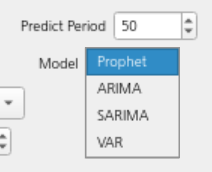 Predict Period 50
Model Prophet
ARIMA
SARIMA
VAR